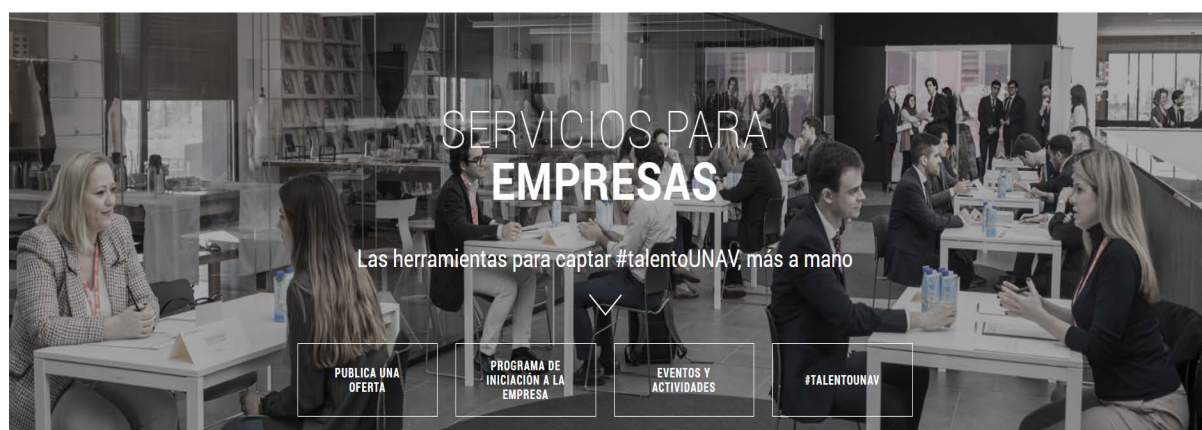 SERVICIOS PARA
EMPRESAS
Las herramientas para captar #talentoUNAV, más a mano
PUBLICA UNA
OFERTA
PROGRAMA DE
INICIACIÓN A LA
EMPRESA
EVENTOS Y
ACTIVIDADES
#TALENTOUNAV